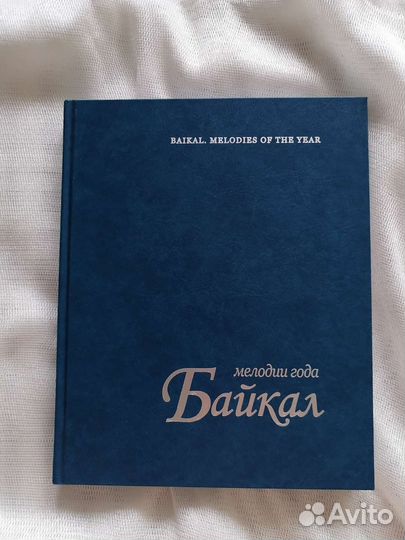 BAIKAL. MELODIES OF THE YEAR
мелодии года
Байкал
Avito